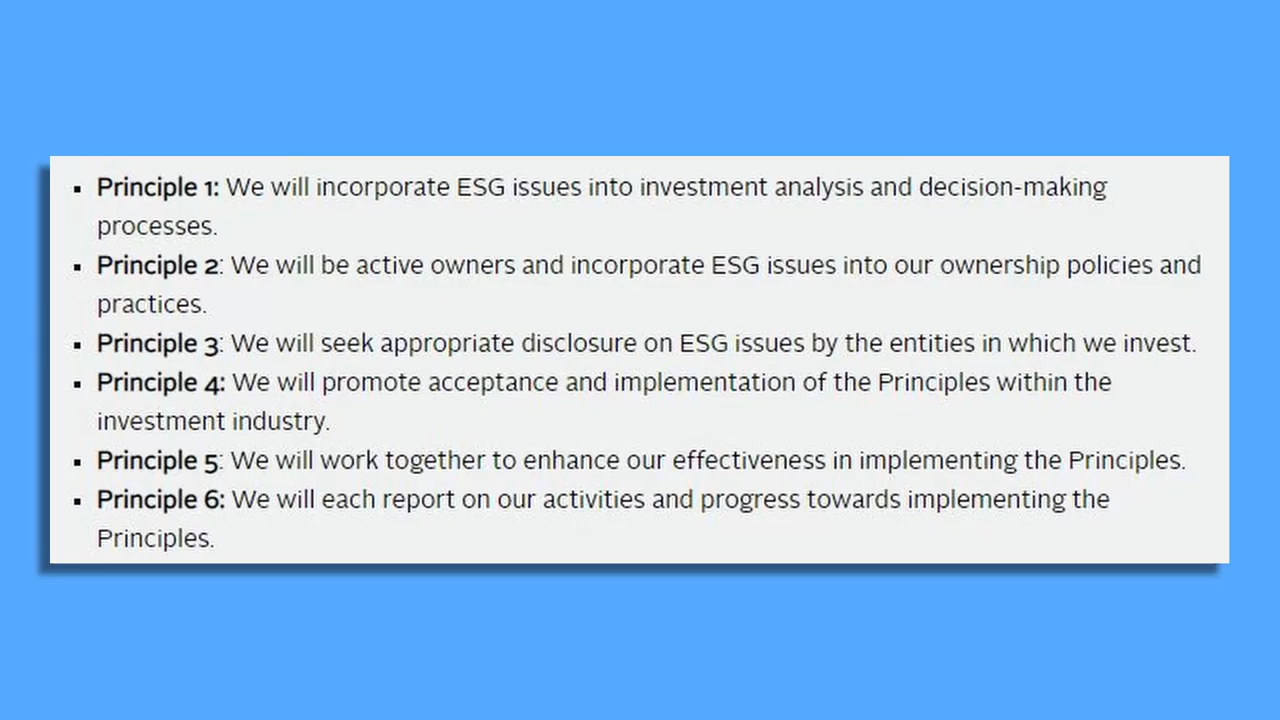 ▪ Principle 1: We will incorporate ESG issues into investment analysis and decision-making
processes.
▪ Principle 2: We will be active owners and incorporate ESG issues into our ownership policies and
practices.
▪ Principle 3: We will seek appropriate disclosure on ESG issues by the entities in which we invest.
▪ Principle 4: We will promote acceptance and implementation of the Principles within the
investment industry.
▪ Principle 5: We will work together to enhance our effectiveness in implementing the Principles.
▪ Principle 6: We will each report on our activities and progress towards implementing the
Principles.